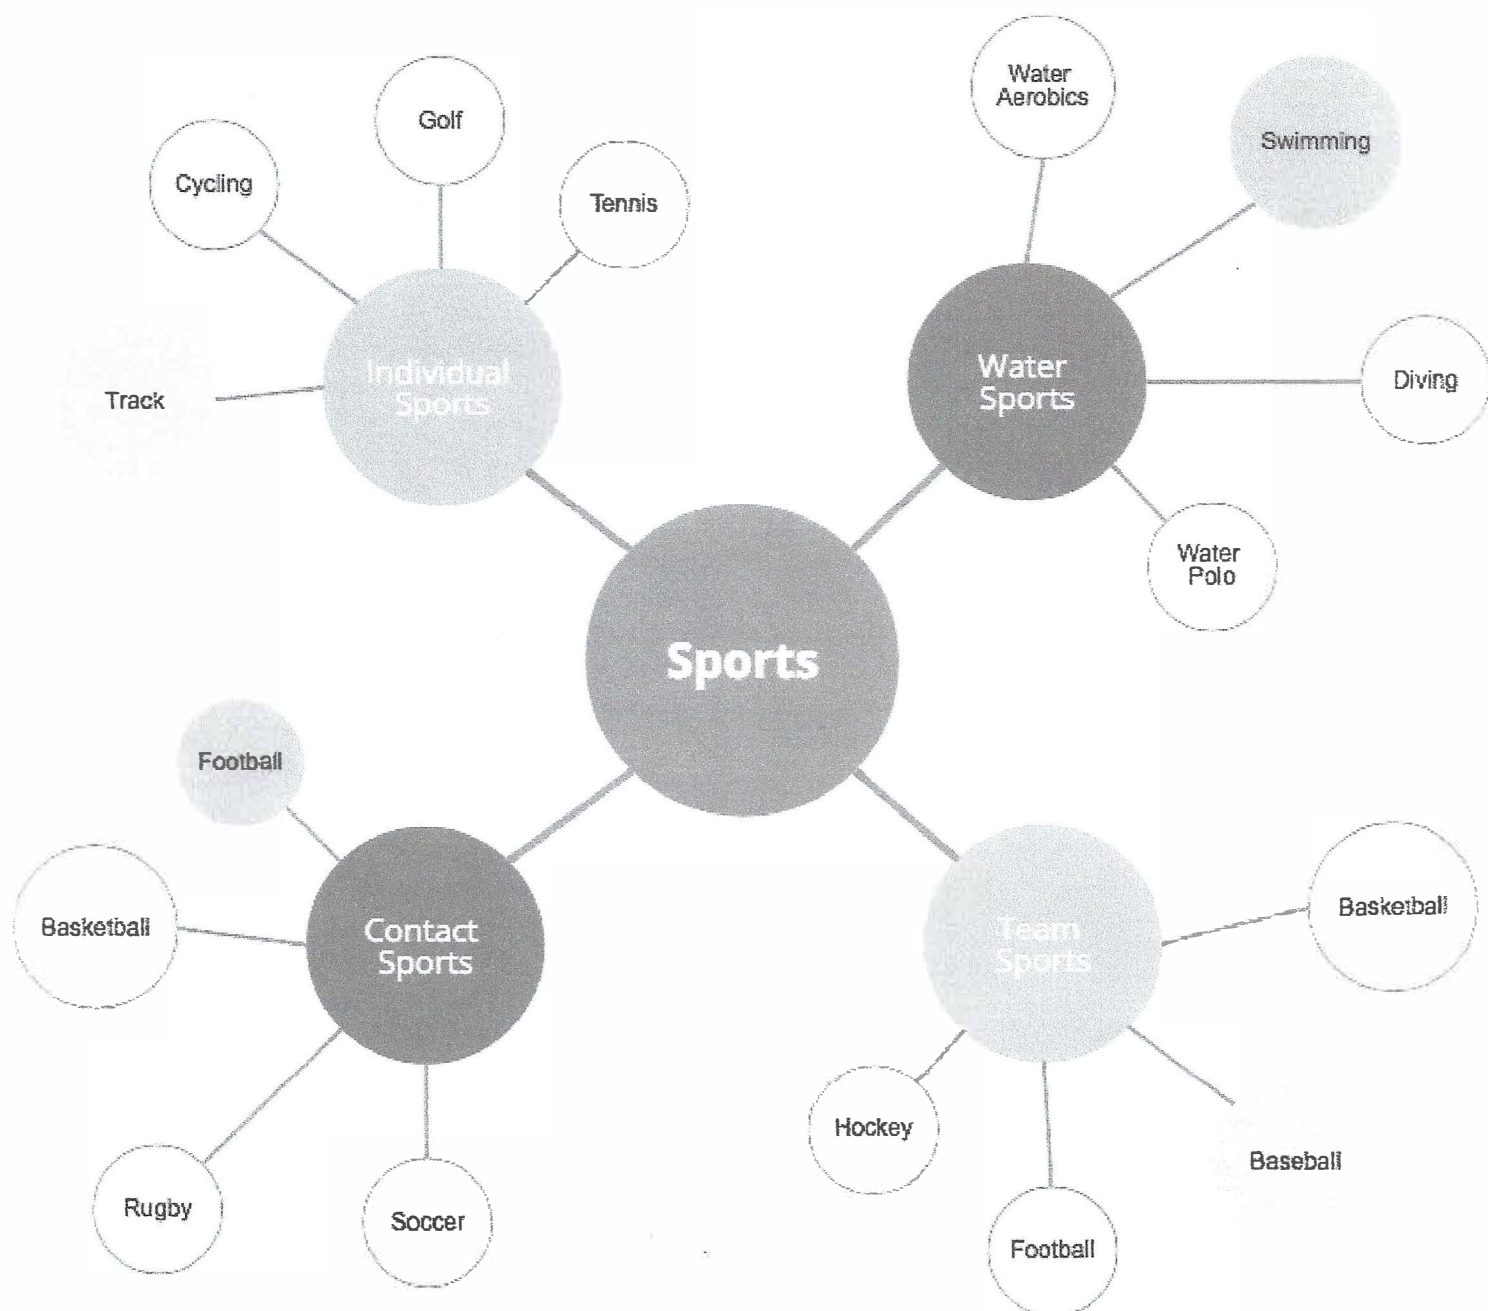 Water
Aerobics
Golf
Swimming
Cycling
Tennis
Individual
Sports
Water
Sports
Diving
Track
Water
Polo
Sports
Football
Basketball
Contact
Sports
Team
Sports
Basketball
Hockey
Baseball
Rugby
Soccer
Football